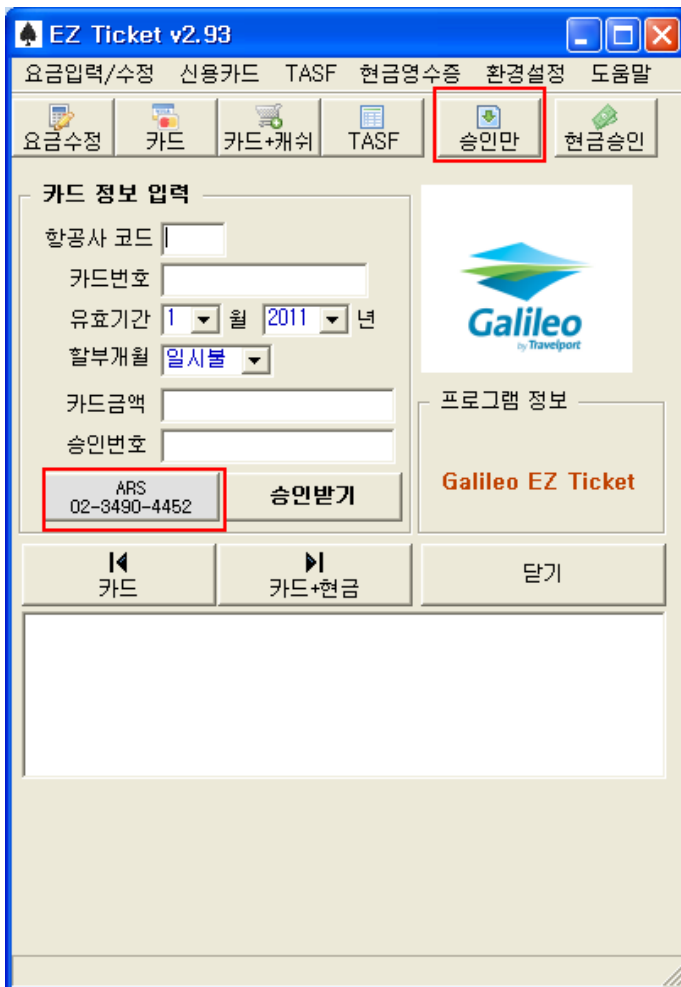 EZ Ticket v2.93
요금입력/수정 신용카드 TASF 현금영수증 환경설정 도움말
요금수정 카드 카드+캐쉬 TASF 승인만 현금승인
카드 정보 입력
항공사 코드
카드번호
유효기간 1 월 2011 년
할부개월 일시불
카드금액
승인번호
ARS
02-3490-4452
승인받기
Galileo
by Travelport
프로그램 정보
Galileo EZ Ticket
카드
카드+현금
닫기